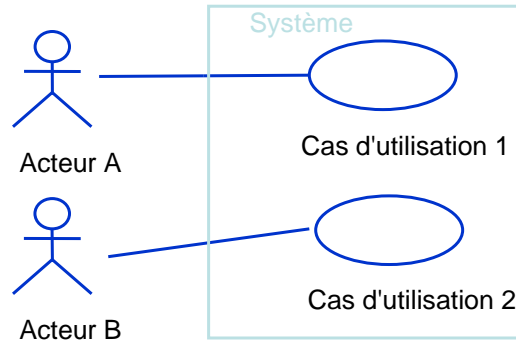 Système
Acteur A
Cas d'utilisation 1
Acteur B
Cas d'utilisation 2